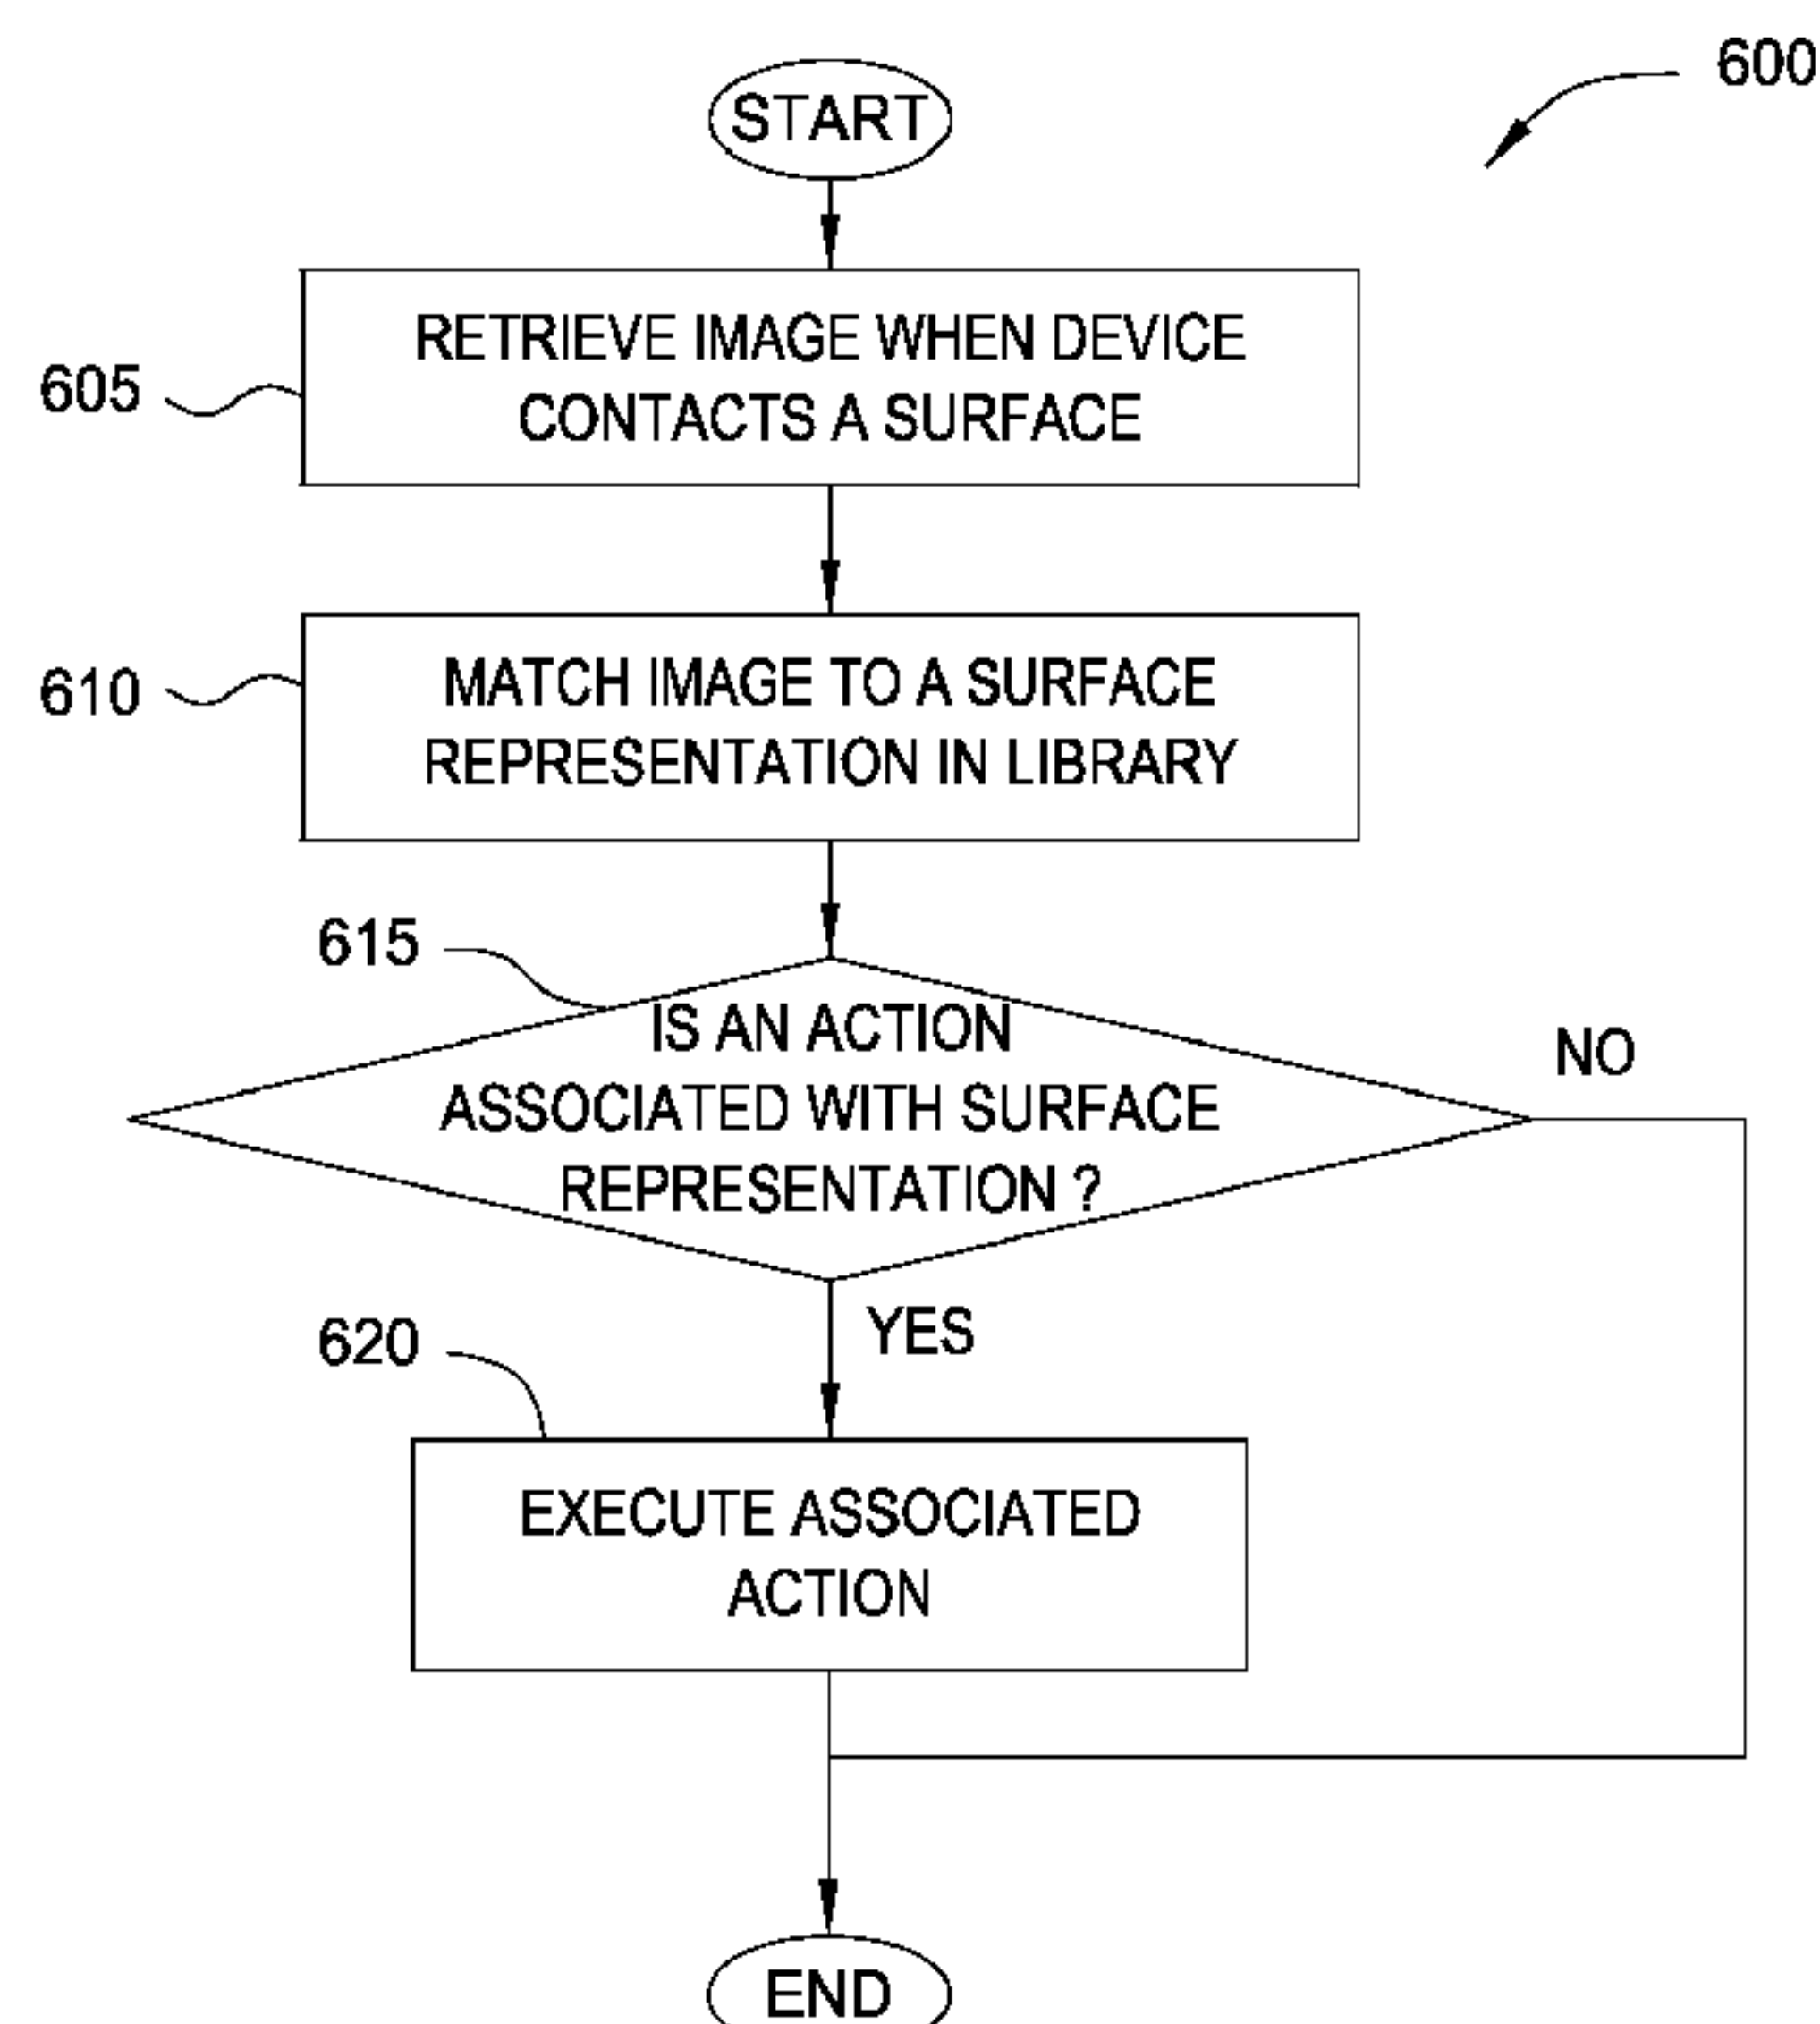 600
START
605
RETRIEVE IMAGE WHEN DEVICE
CONTACTS A SURFACE
610
MATCH IMAGE TO A SURFACE
REPRESENTATION IN LIBRARY
615
IS AN ACTION
ASSOCIATED WITH SURFACE
REPRESENTATION ?
NO
YES
620
EXECUTE ASSOCIATED
ACTION
END